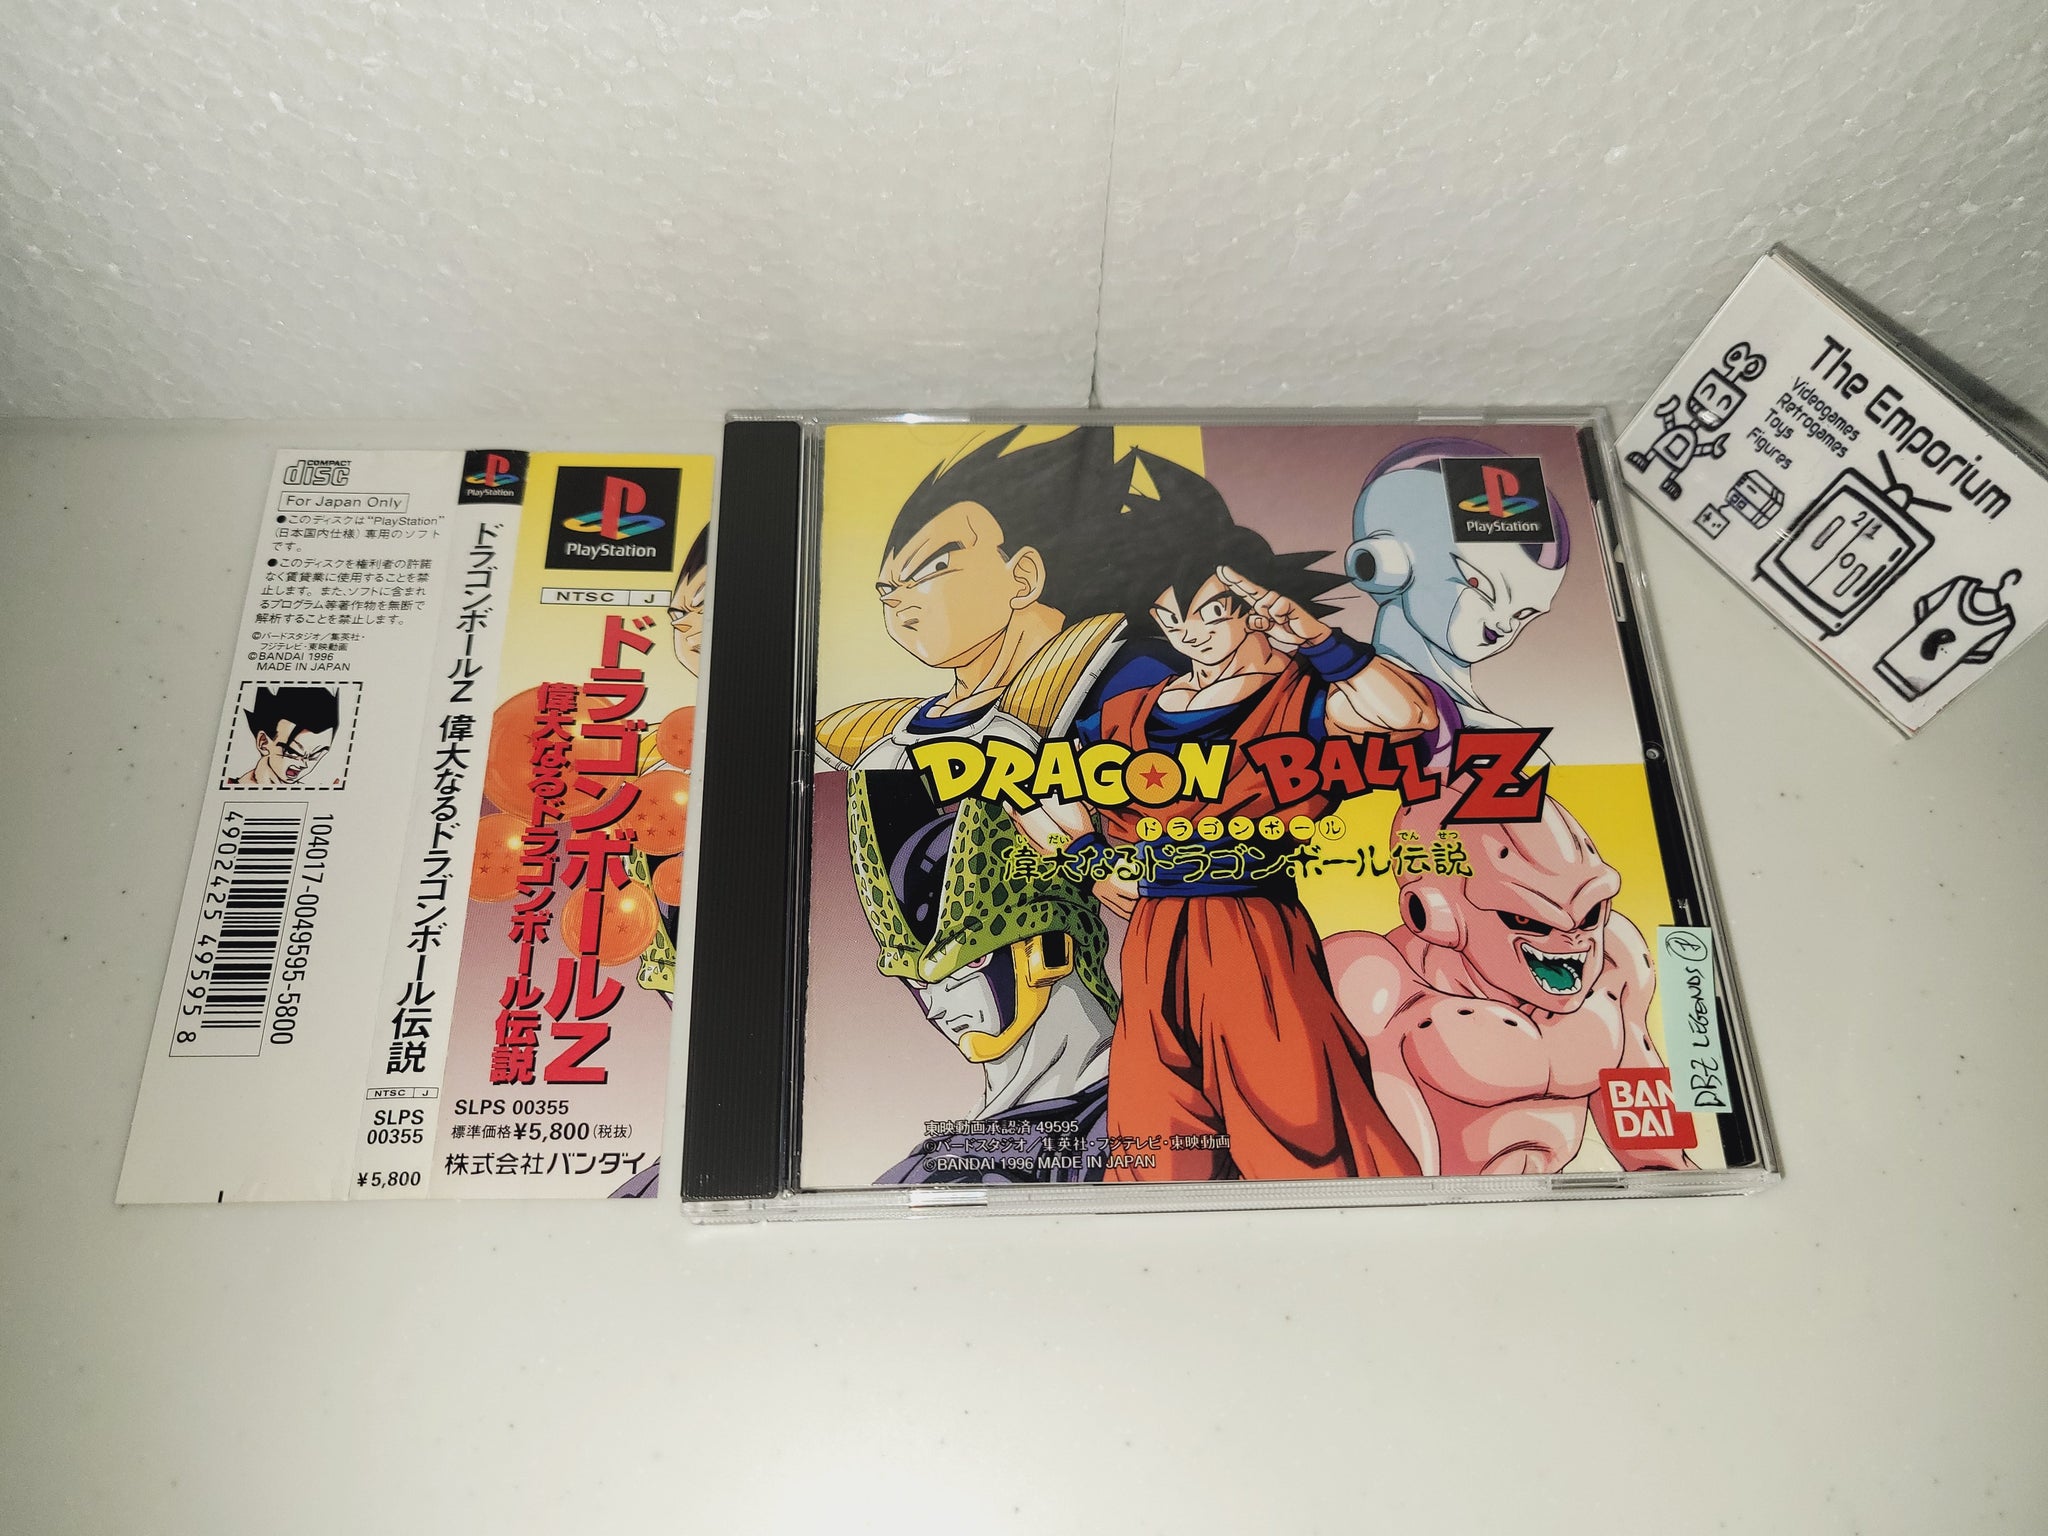 COMPACT
disc
For Japan Only
●このディスクは"PlayStation"
(日本国内仕様)専用のソフト
です。
●このディスクを権利者の許諾
なく賃貸業に使用することを禁
止します。また、ソフトに含まれ
るプログラム等著作物を無断で
解析することを禁止します。
©バードスタジオ/集英社・
フジテレビ・東映動画
©BANDAI 1996
MADE IN JAPAN
104017-0049595-5800
4902425495958
PlayStation
ドラゴンボールZ 偉大なるドラゴンボール伝説
NTSC J
SLPS
00355
¥5,800
PlayStation
NTSC J
ドラゴンボールZ
偉大なるドラゴンボール伝説
SLPS 00355
標準価格¥5,800(税抜)
株式会社バンダイ
PlayStation
DRAGON BALL Z
ドラゴンボール
いだい でんせつ
偉大なるドラゴンボール伝説
東映動画承認済 49595
©バードスタジオ/集英社・フジテレビ・東映動画
©BANDAI 1996 MADE IN JAPAN
BAN
DAI
DBZ LEGENDS
The Emporium
Videogames
Retrogames
Toys
Figures
21